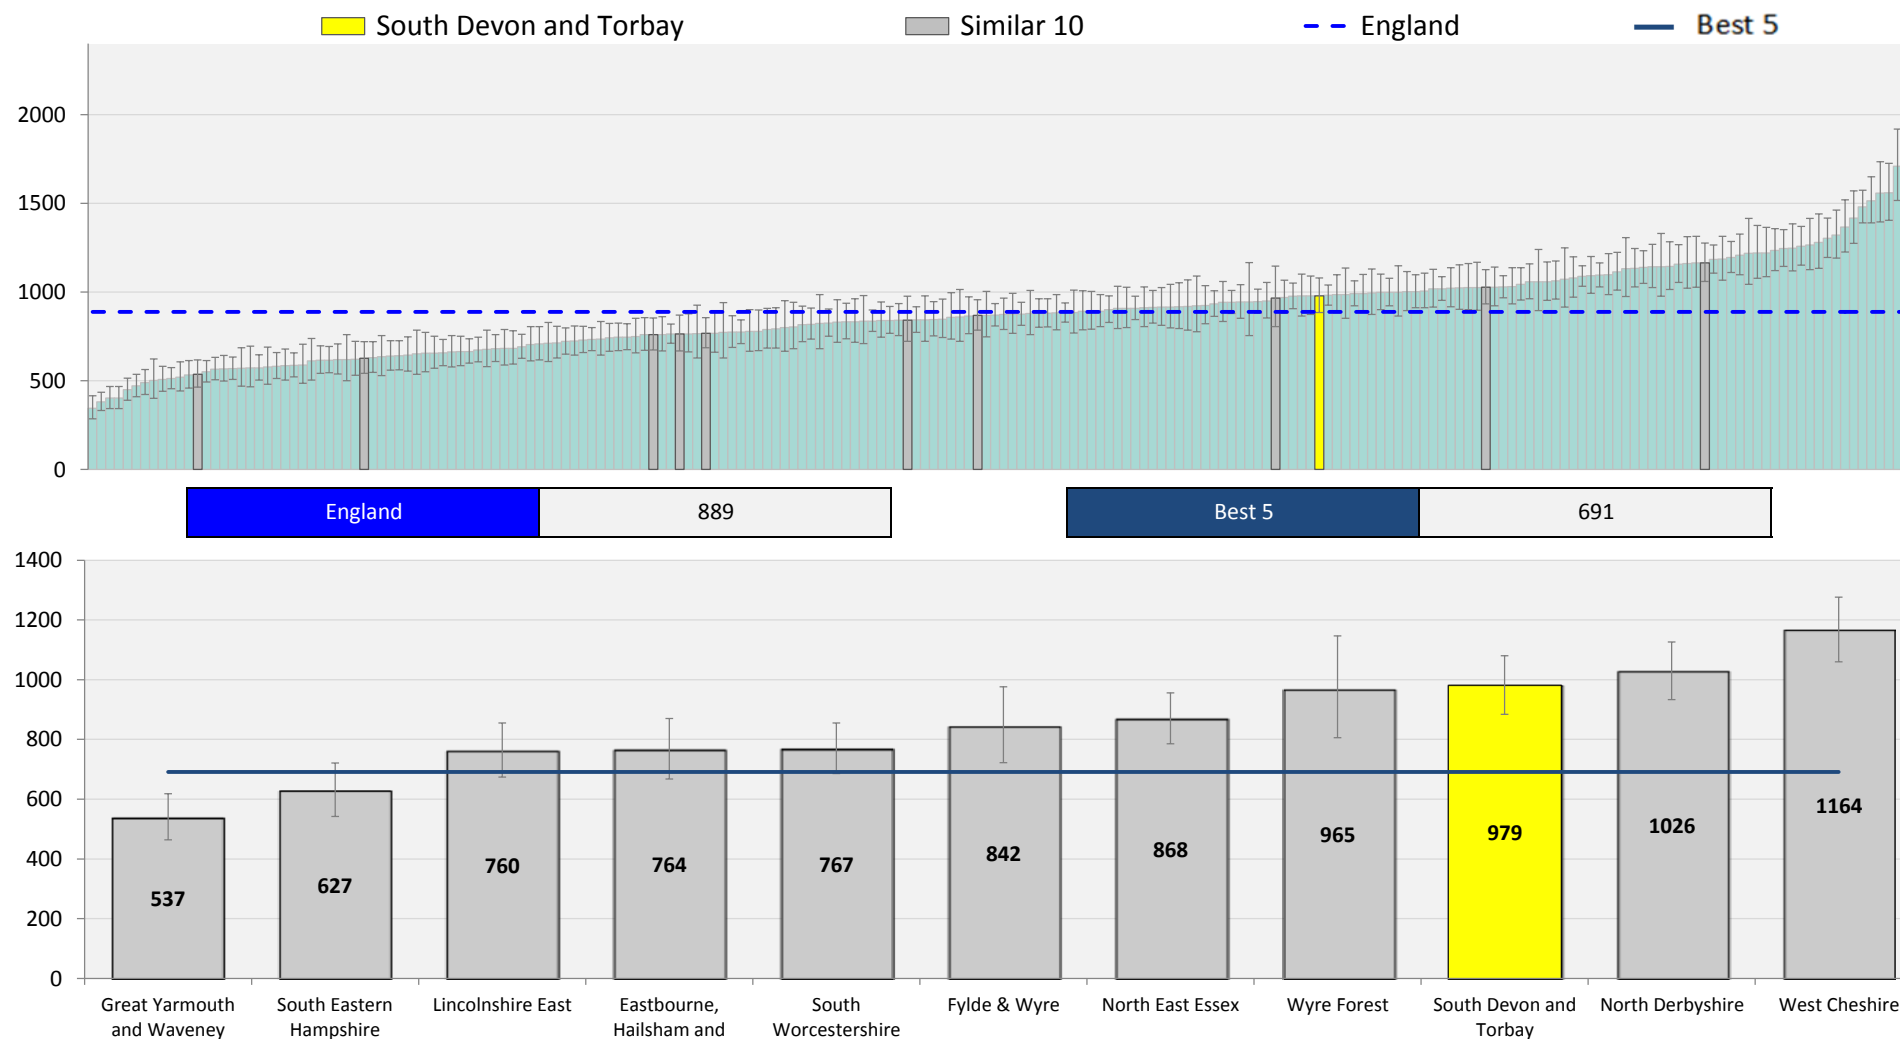 South Devon and Torbay
Similar 10
England
Best 5
2000
1500
1000
500
0
England
889
Best 5
691
1400
1200
1000
800
600
400
200
0
537
627
760
764
767
842
868
965
979
1026
1164
Great Yarmouth
and Waveney
South Eastern
Hampshire
Lincolnshire East
Eastbourne,
Hailsham and
South
Worcestershire
Fylde & Wyre
North East Essex
Wyre Forest
South Devon and
Torbay
North Derbyshire
West Cheshire